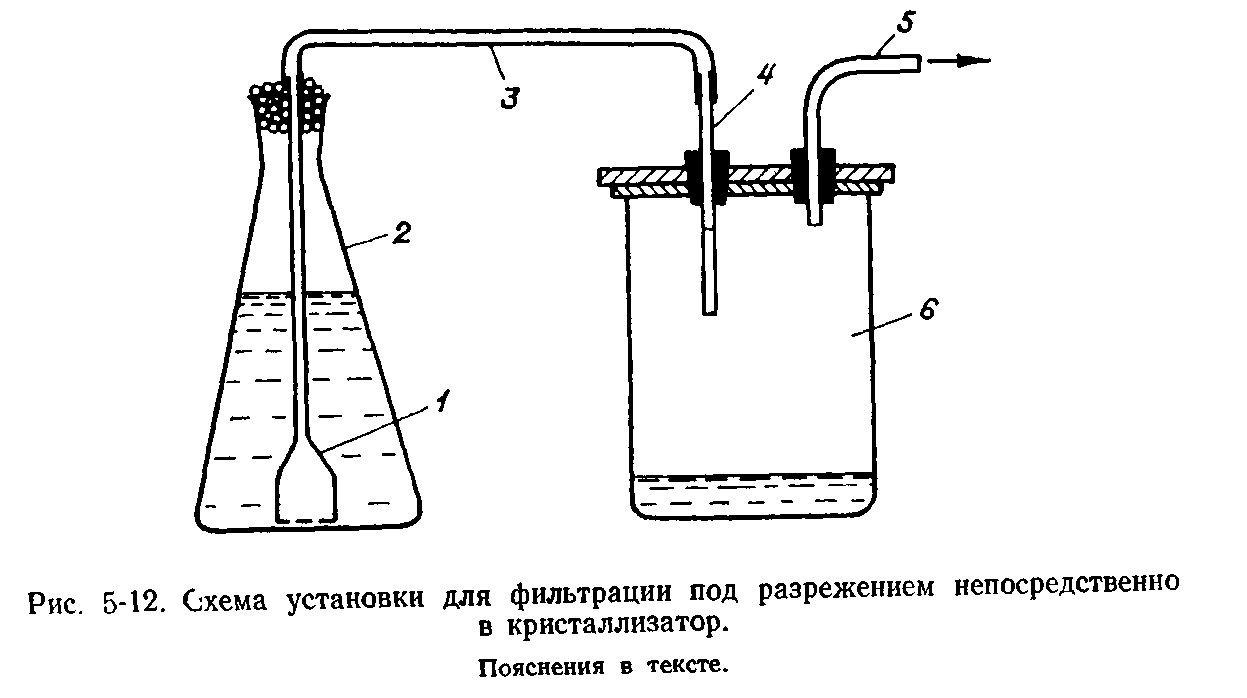 5
4
3
2
6
1
Рис. 5-12. Схема установки для фильтрации под разрежением непосредственно
в кристаллизатор.
Пояснения в тексте.